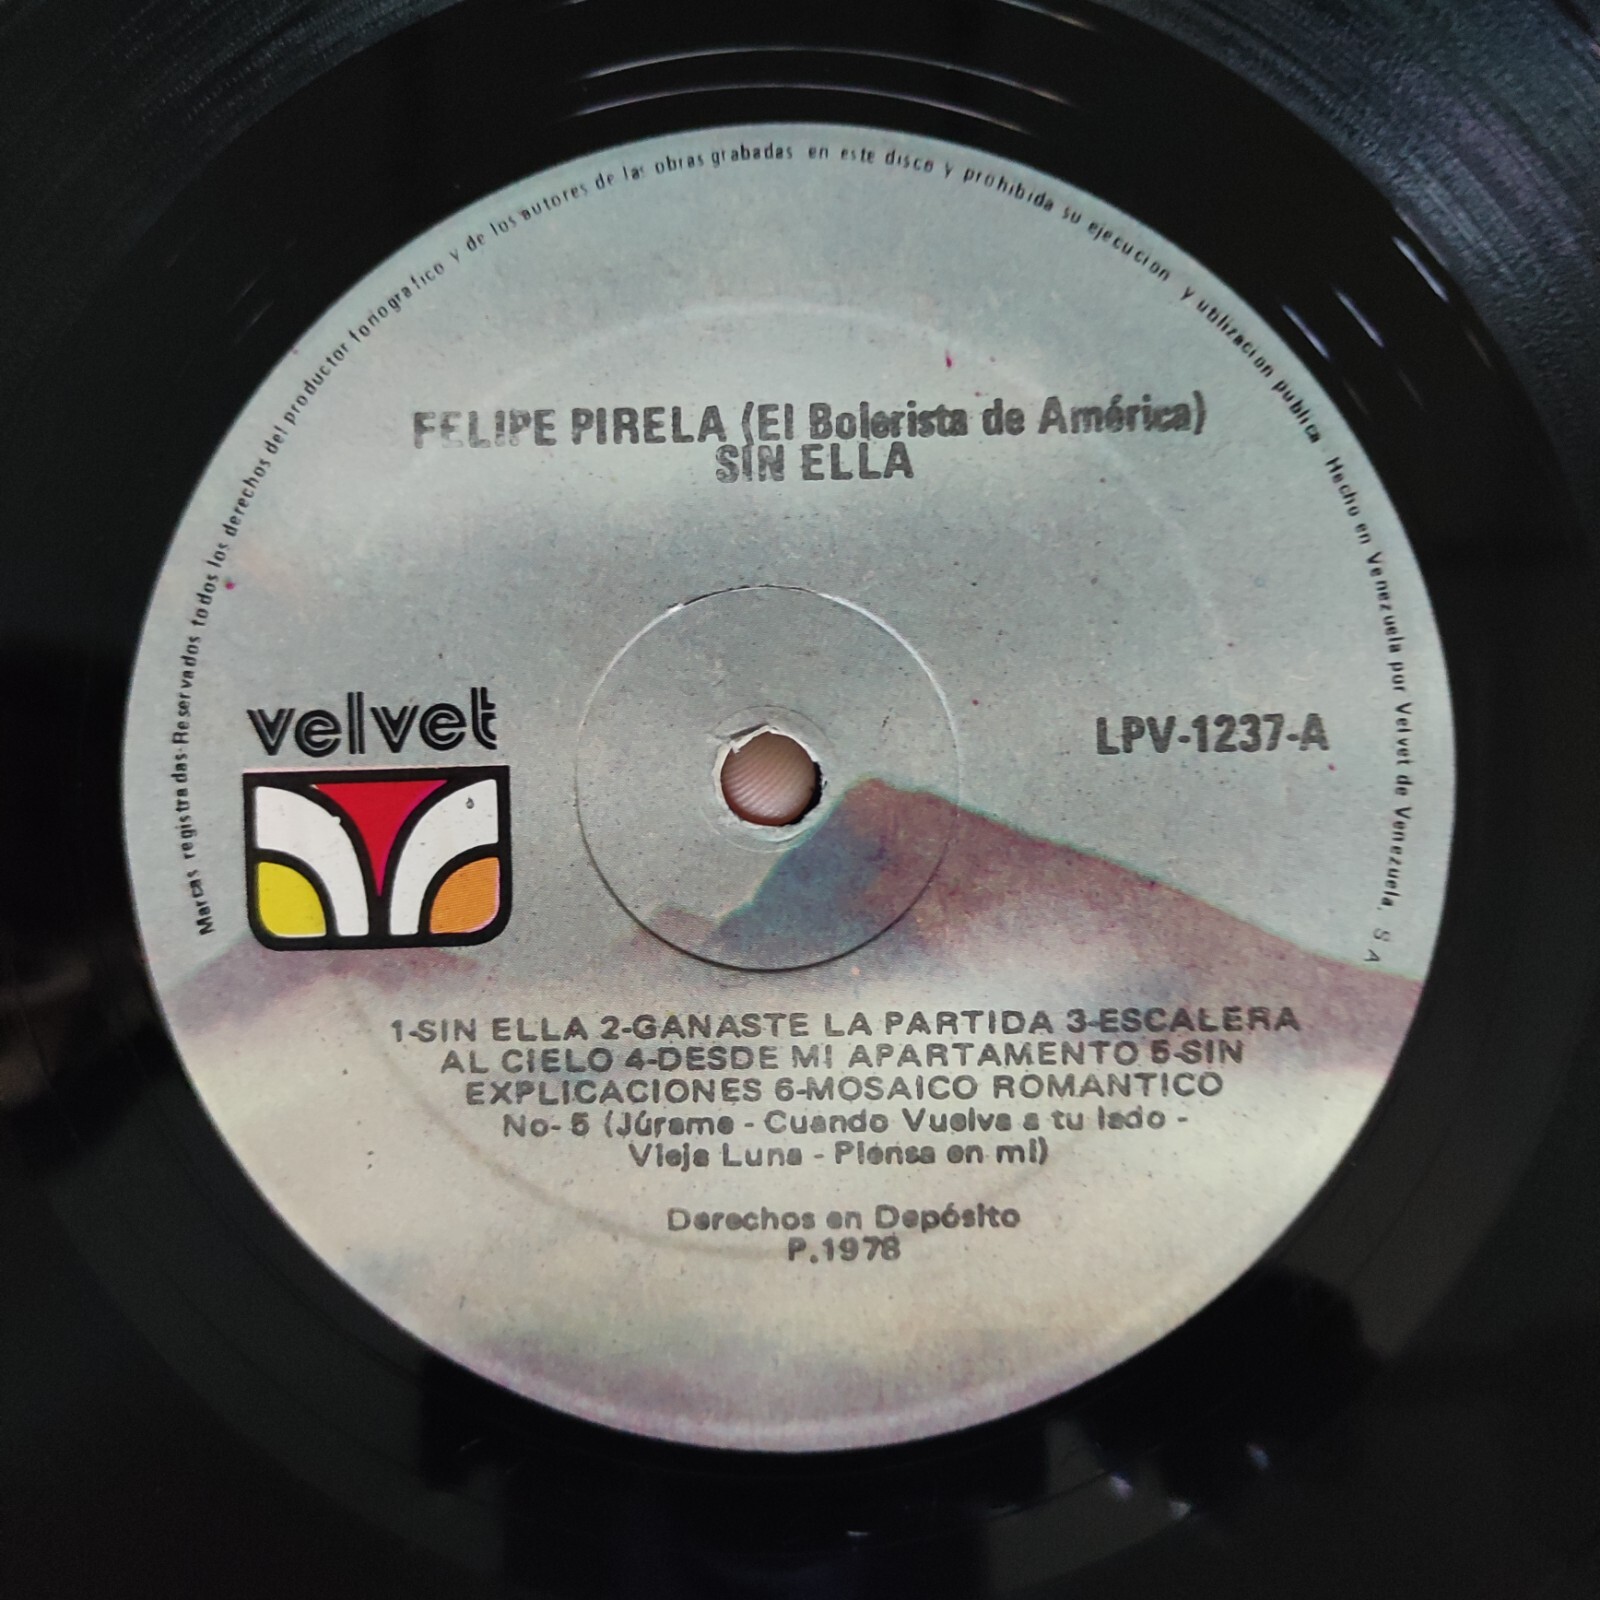 Marcas registradas-Reservados todos los derechos del productor fonografico y de los autores de las obras grabadas en este disco y prohibida su ejecucion y utilizacion publica Hecho en Venezuela por Velvet de Venezuela, S A
FELIPE PIRELA (El Bolerista de América)
SIN ELLA
velvet
LPV-1237-A
1-SIN ELLA 2-GANASTE LA PARTIDA 3-ESCALERA
AL CIELO 4-DESDE MI APARTAMENTO 5-SIN
EXPLICACIONES 6-MOSAICO ROMANTICO
No- 5 (Júrame - Cuando Vuelva a tu lado -
Vieja Luna - Piensa en mi)
Derechos en Depósito
P.1978